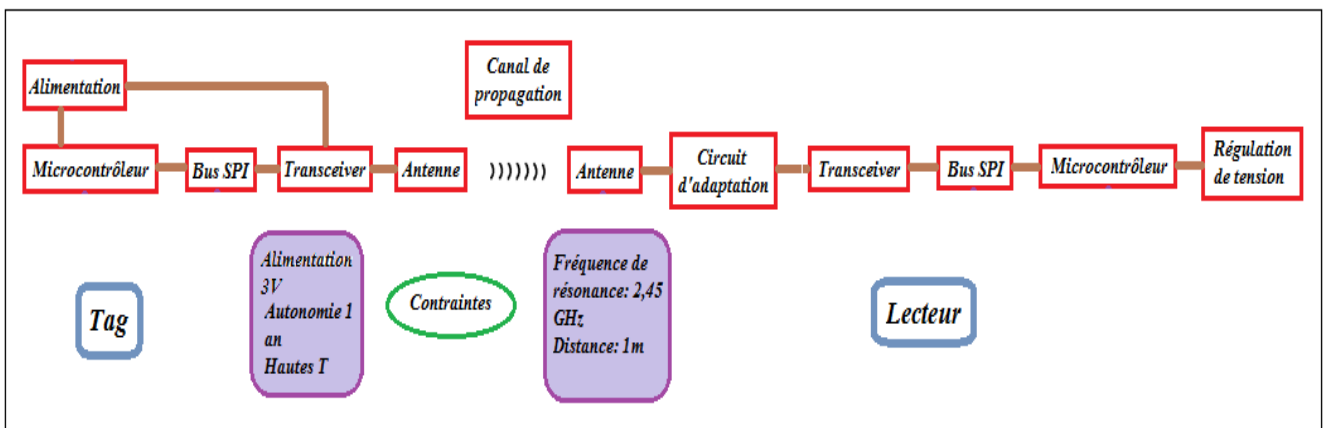 Alimentation
Canal de
propagation
Microcontrôleur
Bus SPI
Transceiver
Antenne
)))))))
Antenne
Circuit
d'adaptation
Transceiver
Bus SPI
Microcontrôleur
Régulation
de tension
Tag
Alimentation
3V
Autonomie 1
an
Hautes T
Contraintes
Fréquence de
résonance: 2,45
GHz
Distance: 1m
Lecteur